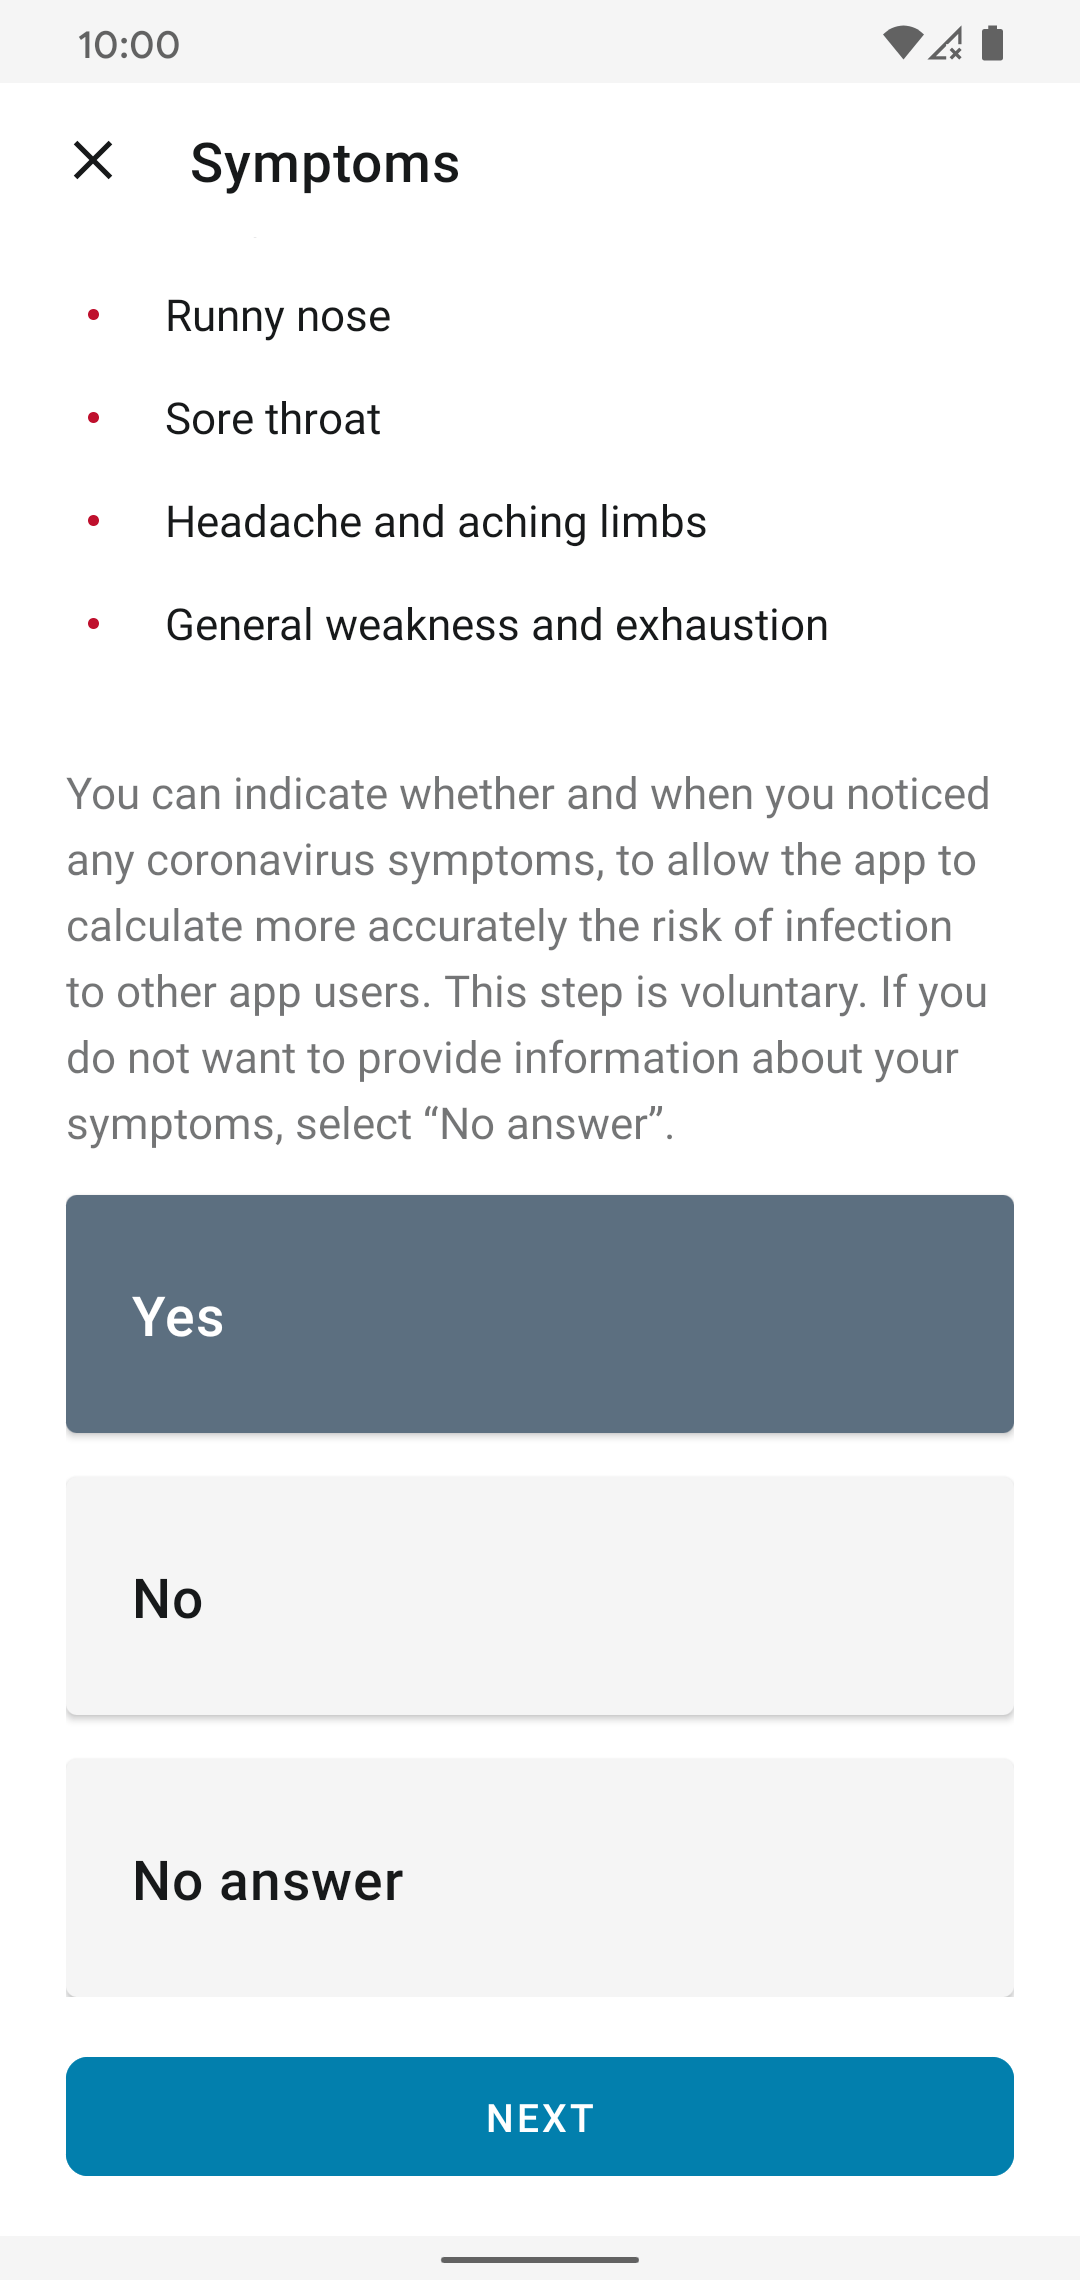 10:00
Symptoms
• Runny nose
• Sore throat
• Headache and aching limbs
• General weakness and exhaustion
You can indicate whether and when you noticed
any coronavirus symptoms, to allow the app to
calculate more accurately the risk of infection
to other app users. This step is voluntary. If you
do not want to provide information about your
symptoms, select “No answer”.
Yes
No
No answer
NEXT